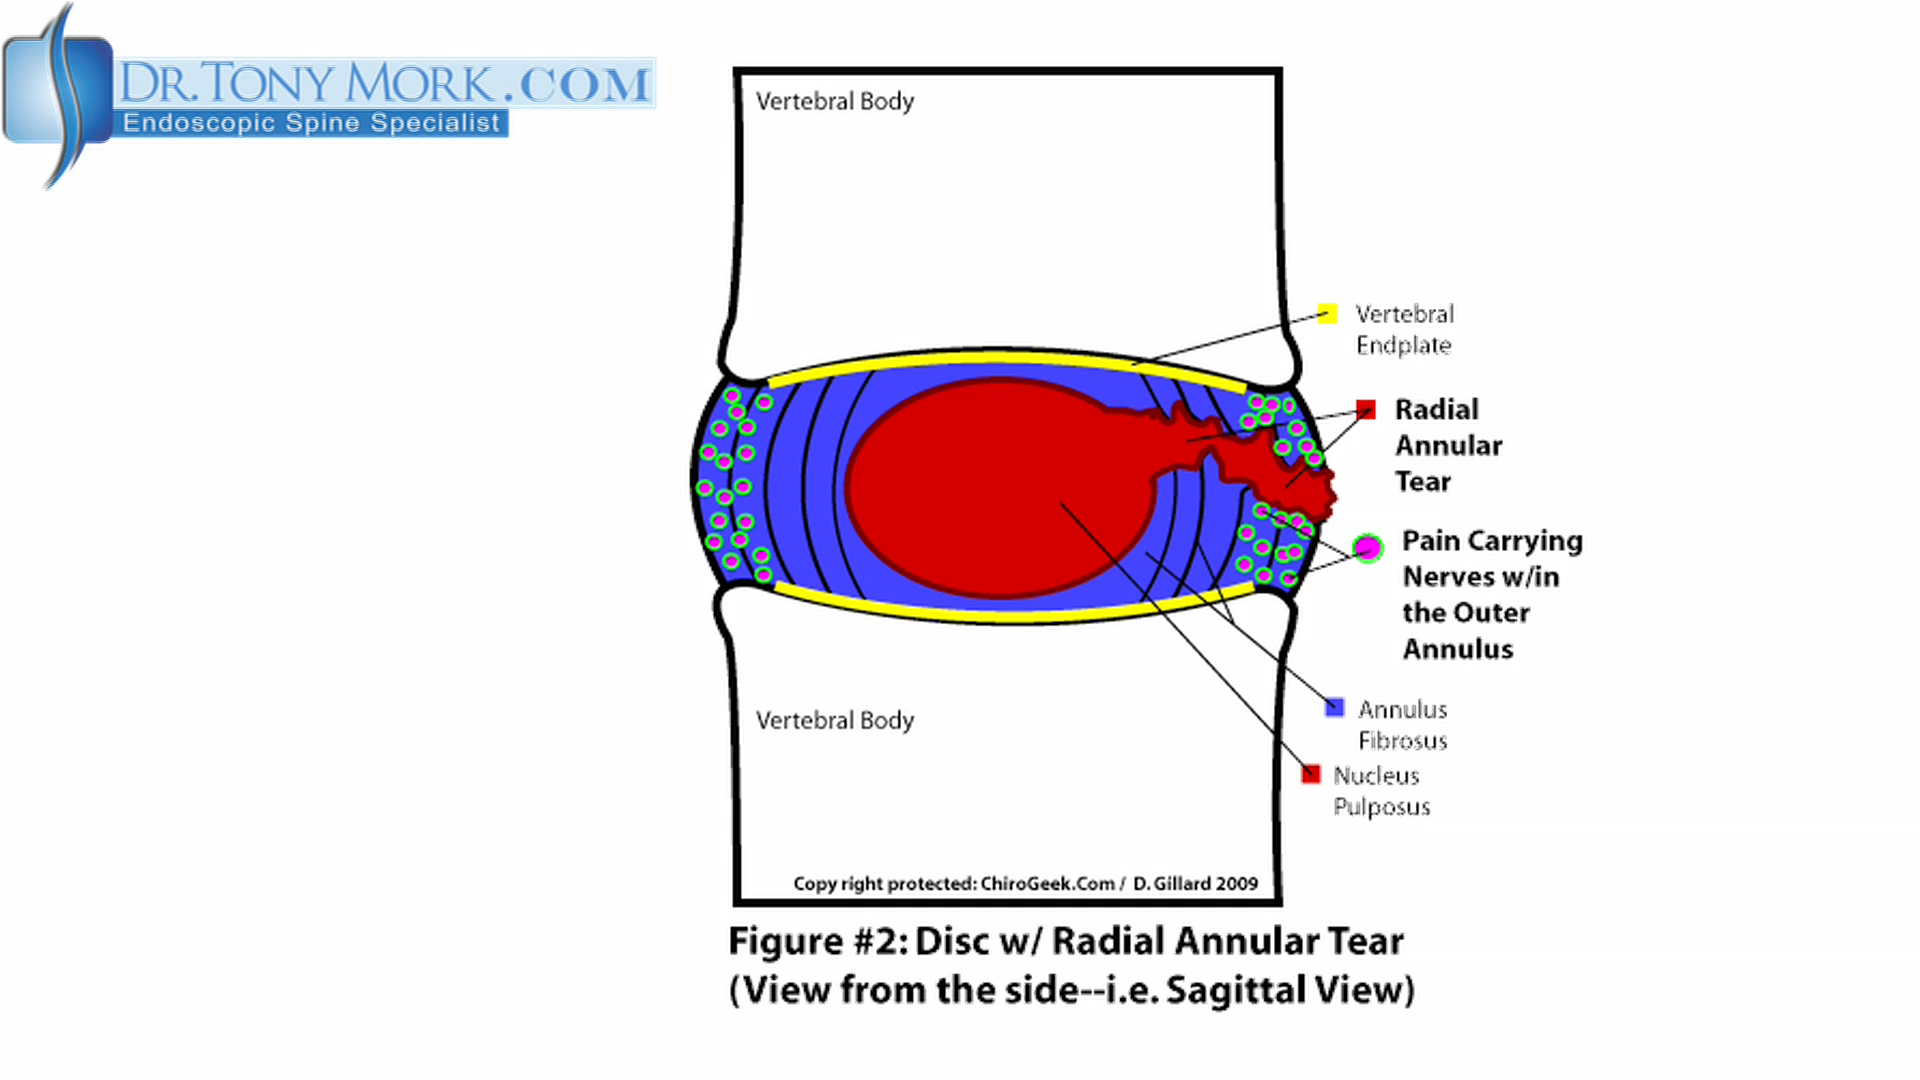 DR.TONY MORK.COM
Endoscopic Spine Specialist
Vertebral Body
Vertebral
Endplate
Radial
Annular
Tear
Pain Carrying
Nerves w/in
the Outer
Annulus
Annulus
Fibrosus
Nucleus
Pulposus
Vertebral Body
Copy right protected: ChiroGeek.Com / D. Gillard 2009
Figure #2: Disc w/ Radial Annular Tear
(View from the side--i.e. Sagittal View)